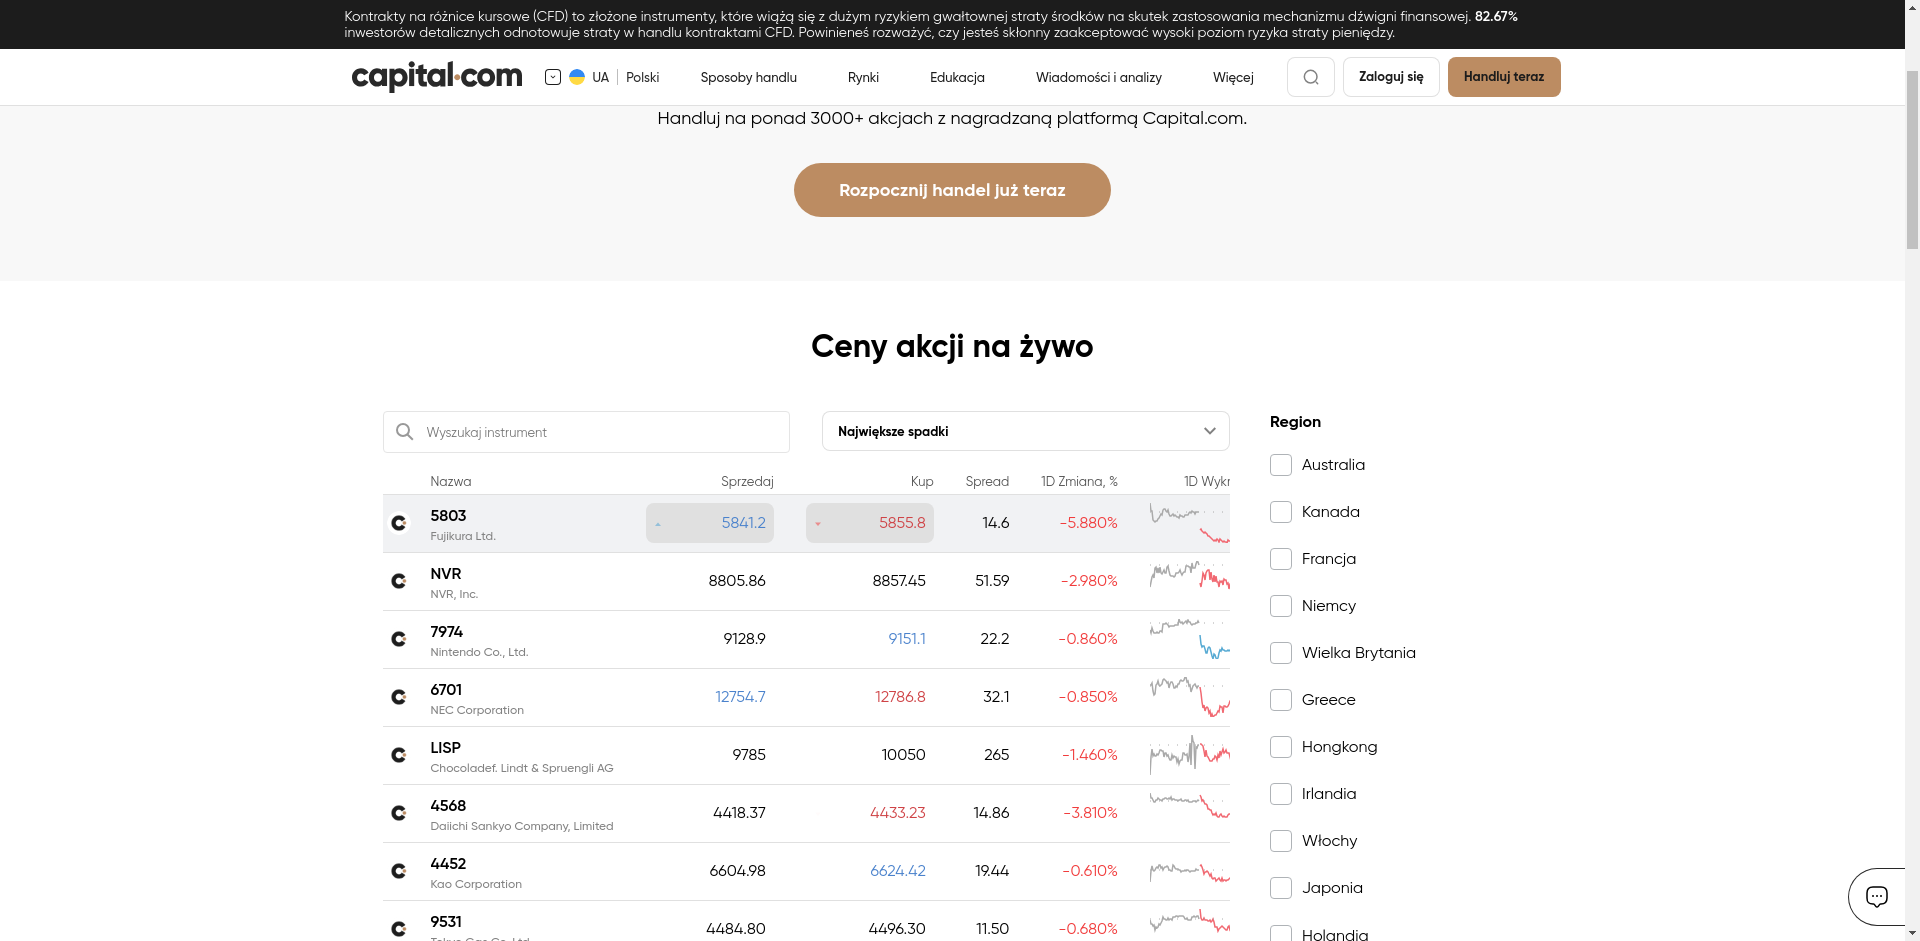 Kontrakty na różnice kursowe (CFD) to złożone instrumenty, które wiążą się z dużym ryzykiem gwałtownej straty środków na skutek zastosowania mechanizmu dźwigni finansowej. 82.67%
inwestorów detalicznych odnotowuje straty w handlu kontraktami CFD. Powinieneś rozważyć, czy jesteś skłonny zaakceptować wysoki poziom ryzyka straty pieniędzy.
capital.com UA Polski Sposoby handlu Rynki Edukacja Wiadomości i analizy Więcej Zaloguj się Handluj teraz
Handluj na ponad 3000+ akcjach z nagradzaną platformą Capital.com.
Rozpocznij handel już teraz
Ceny akcji na żywo
Wyszukaj instrument
Największe spadki
Nazwa Sprzedaj Kup Spread 1D Zmiana, % 1D Wykr
5803 5841.2 5855.8 14.6 -5.880%
Fujikura Ltd.
NVR 8805.86 8857.45 51.59 -2.980%
NVR, Inc.
7974 9128.9 9151.1 22.2 -0.860%
Nintendo Co., Ltd.
6701 12754.7 12786.8 32.1 -0.850%
NEC Corporation
LISP 9785 10050 265 -1.460%
Chocoladef. Lindt & Spruengli AG
4568 4418.37 4433.23 14.86 -3.810%
Daiichi Sankyo Company, Limited
4452 6604.98 6624.42 19.44 -0.610%
Kao Corporation
9531 4484.80 4496.30 11.50 -0.680%
Tokyo Gas Co., Ltd.
Region
Australia
Kanada
Francja
Niemcy
Wielka Brytania
Greece
Hongkong
Irlandia
Włochy
Japonia
Holandia